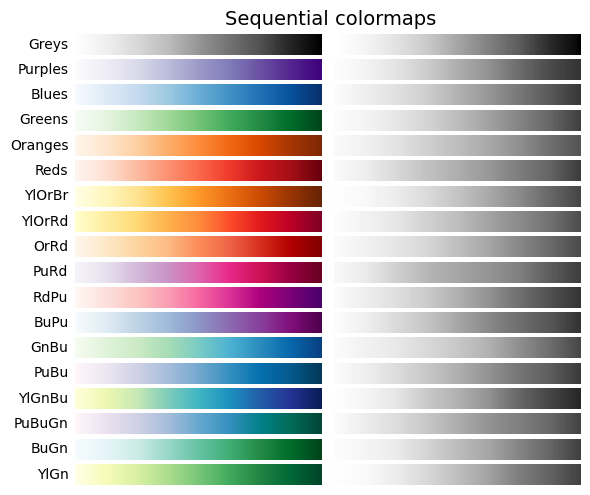 Sequential colormaps
Greys
Purples
Blues
Greens
Oranges
Reds
YlOrBr
YlOrRd
OrRd
PuRd
RdPu
BuPu
GnBu
PuBu
YlGnBu
PuBuGn
BuGn
YlGn